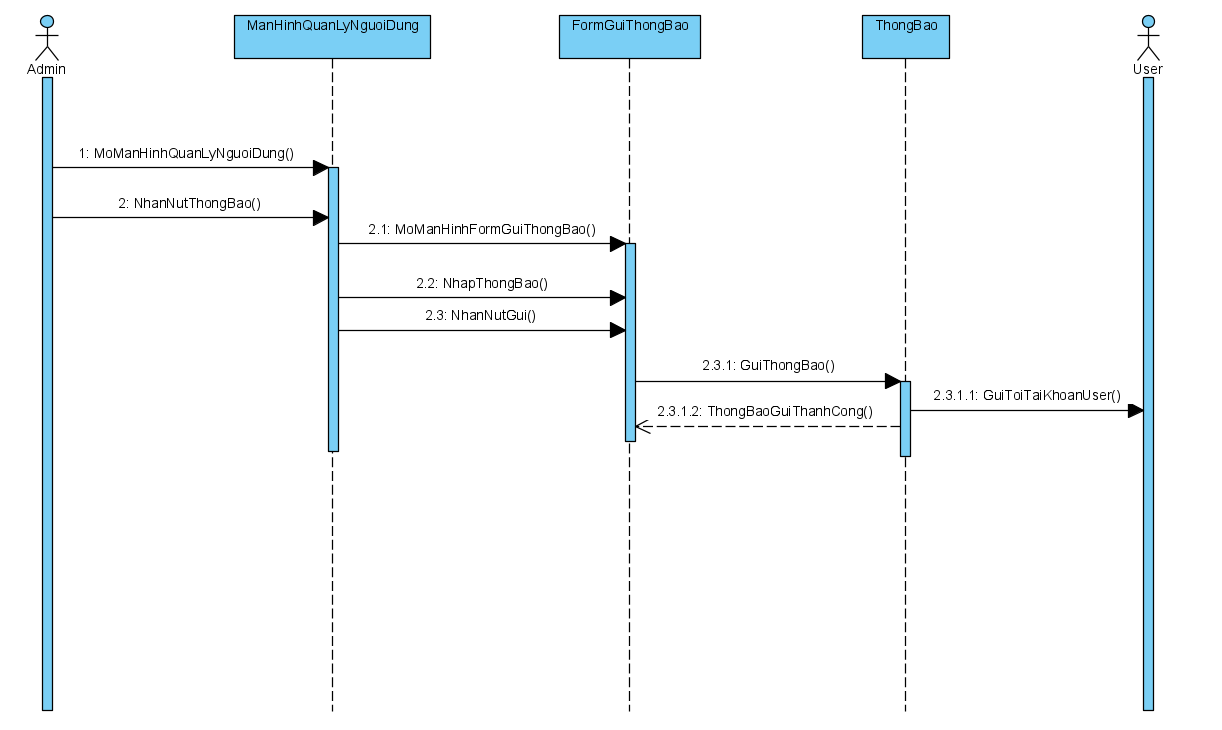 ManHinhQuanLyNguoiDung
FormGuiThongBao
ThongBao
Admin
User
1: MoManHinhQuanLyNguoiDung()
2: NhanNutThongBao()
2.1: MoManHinhFormGuiThongBao()
2.2: NhapThongBao()
2.3: NhanNutGui()
2.3.1: GuiThongBao()
2.3.1.1: GuiToiTaiKhoanUser()
2.3.1.2: ThongBaoGuiThanhCong()